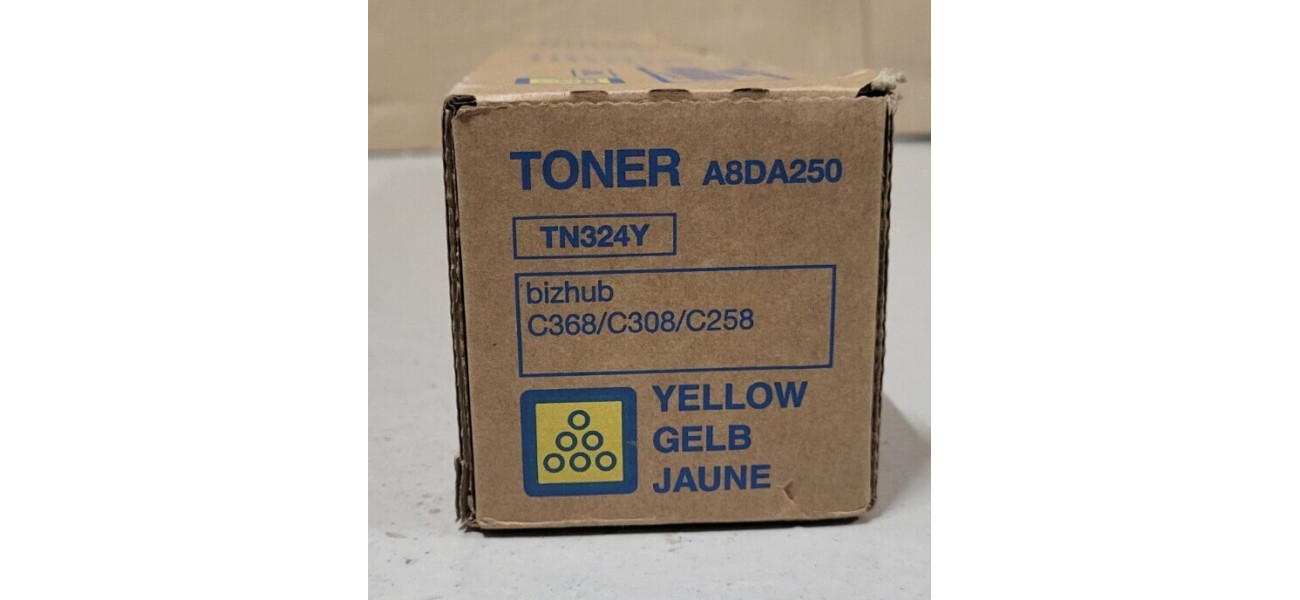 TONER A8DA250
TN324Y
bizhub
C368/C308/C258
YELLOW
GELB
JAUNE